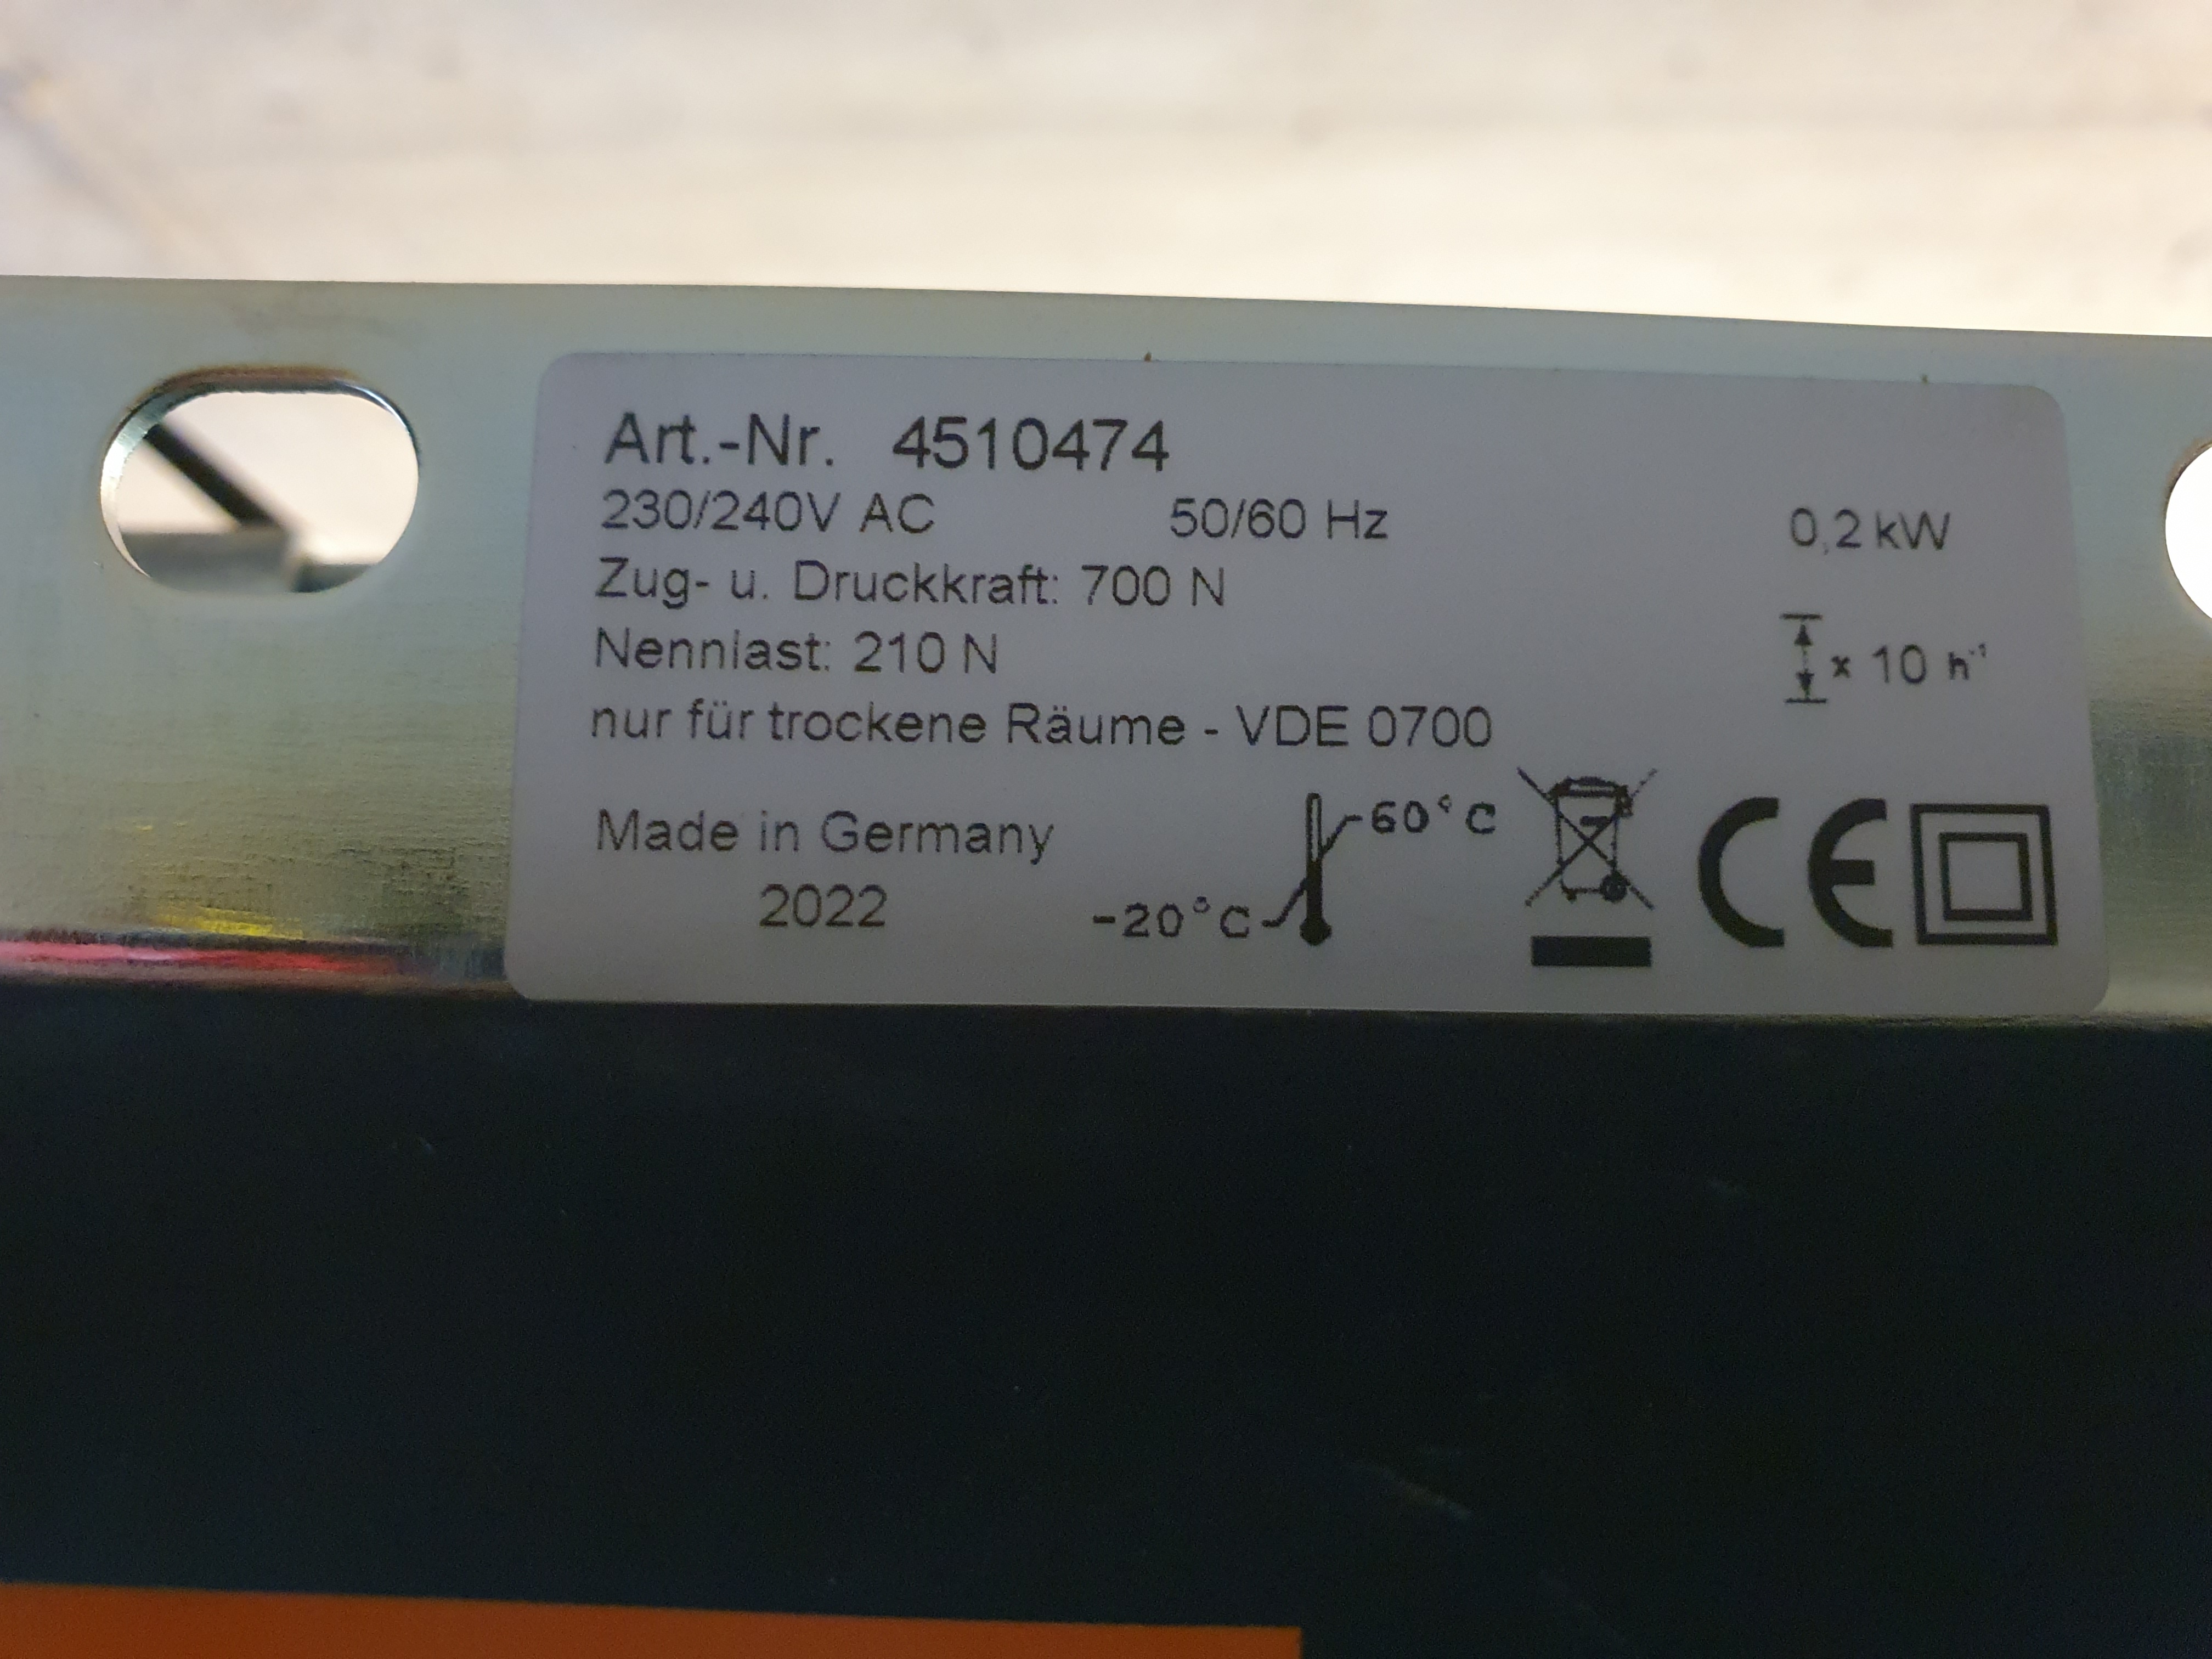 Art.-Nr. 4510474
230/240V AC 50/60 Hz 0,2 kW
Zug- u. Druckkraft: 700 N
Nennlast: 210 N x 10 h⁻¹
nur für trockene Räume - VDE 0700
Made in Germany
2022
-20°C
60°C
CE